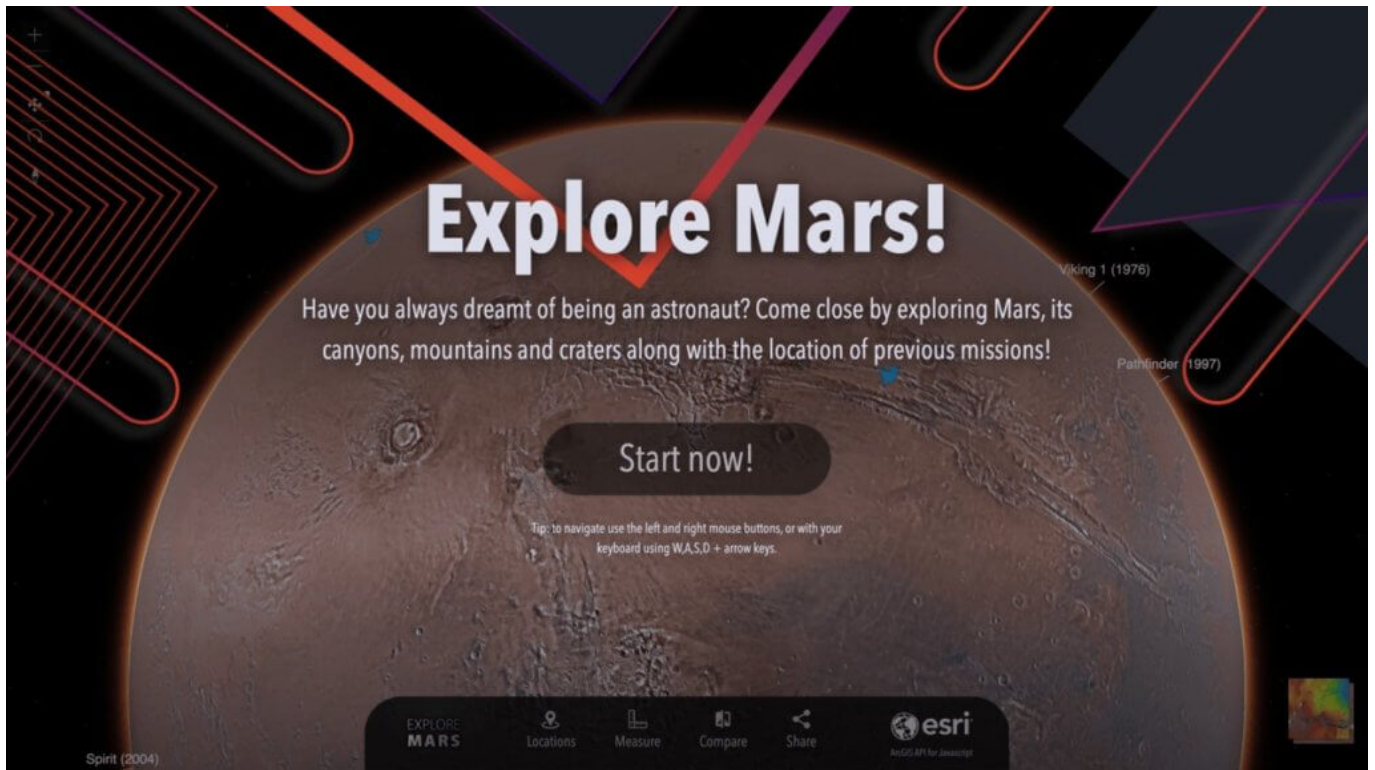 Explore Mars!
Viking 1 (1976)
Have you always dreamt of being an astronaut? Come close by exploring Mars, its
canyons, mountains and craters along with the location of previous missions!
Pathfinder (1997)
Start now!
Tip: to navigate use the left and right mouse buttons, or with your
keyboard using W,A,S,D + arrow keys.
EXPLORE
MARS
Locations
Measure
Compare
Share
esri
ArcGIS API for Javascript
Spirit (2004)